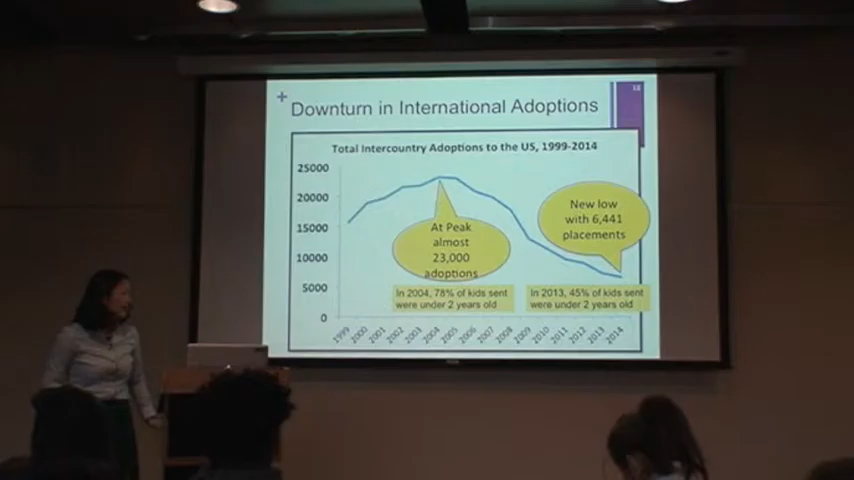 18
+
Downturn in International Adoptions
Total Intercountry Adoptions to the US, 1999-2014
25000
20000
15000
10000
5000
0
At Peak
almost
23,000
adoptions
New low
with 6,441
placements
In 2004, 78% of kids sent
were under 2 years old
In 2013, 45% of kids sent
were under 2 years old
1999 2000 2001 2002 2003 2004 2005 2006 2007 2008 2009 2010 2011 2012 2013 2014